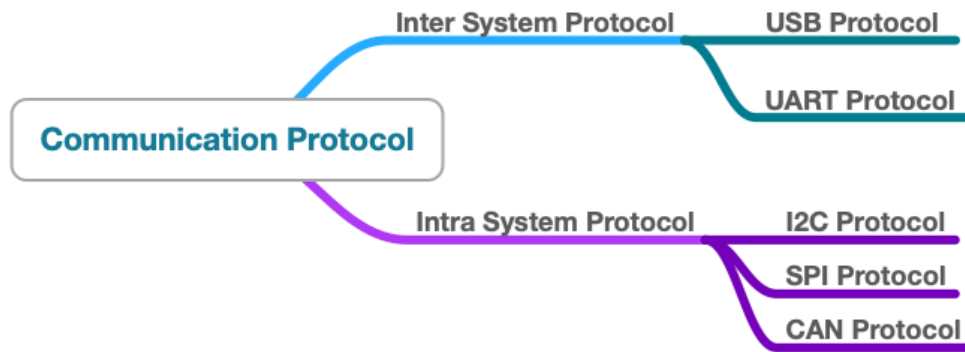 Communication Protocol
Inter System Protocol
USB Protocol
UART Protocol
Intra System Protocol
I2C Protocol
SPI Protocol
CAN Protocol